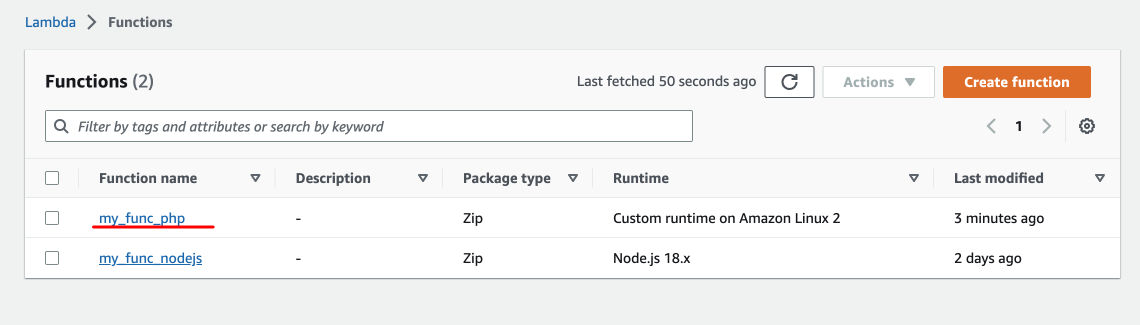 Lambda > Functions
Functions (2) Last fetched 50 seconds ago Actions Create function
Filter by tags and attributes or search by keyword 1
Function name Description Package type Runtime Last modified
my_func_php - Zip Custom runtime on Amazon Linux 2 3 minutes ago
my_func_nodejs - Zip Node.js 18.x 2 days ago